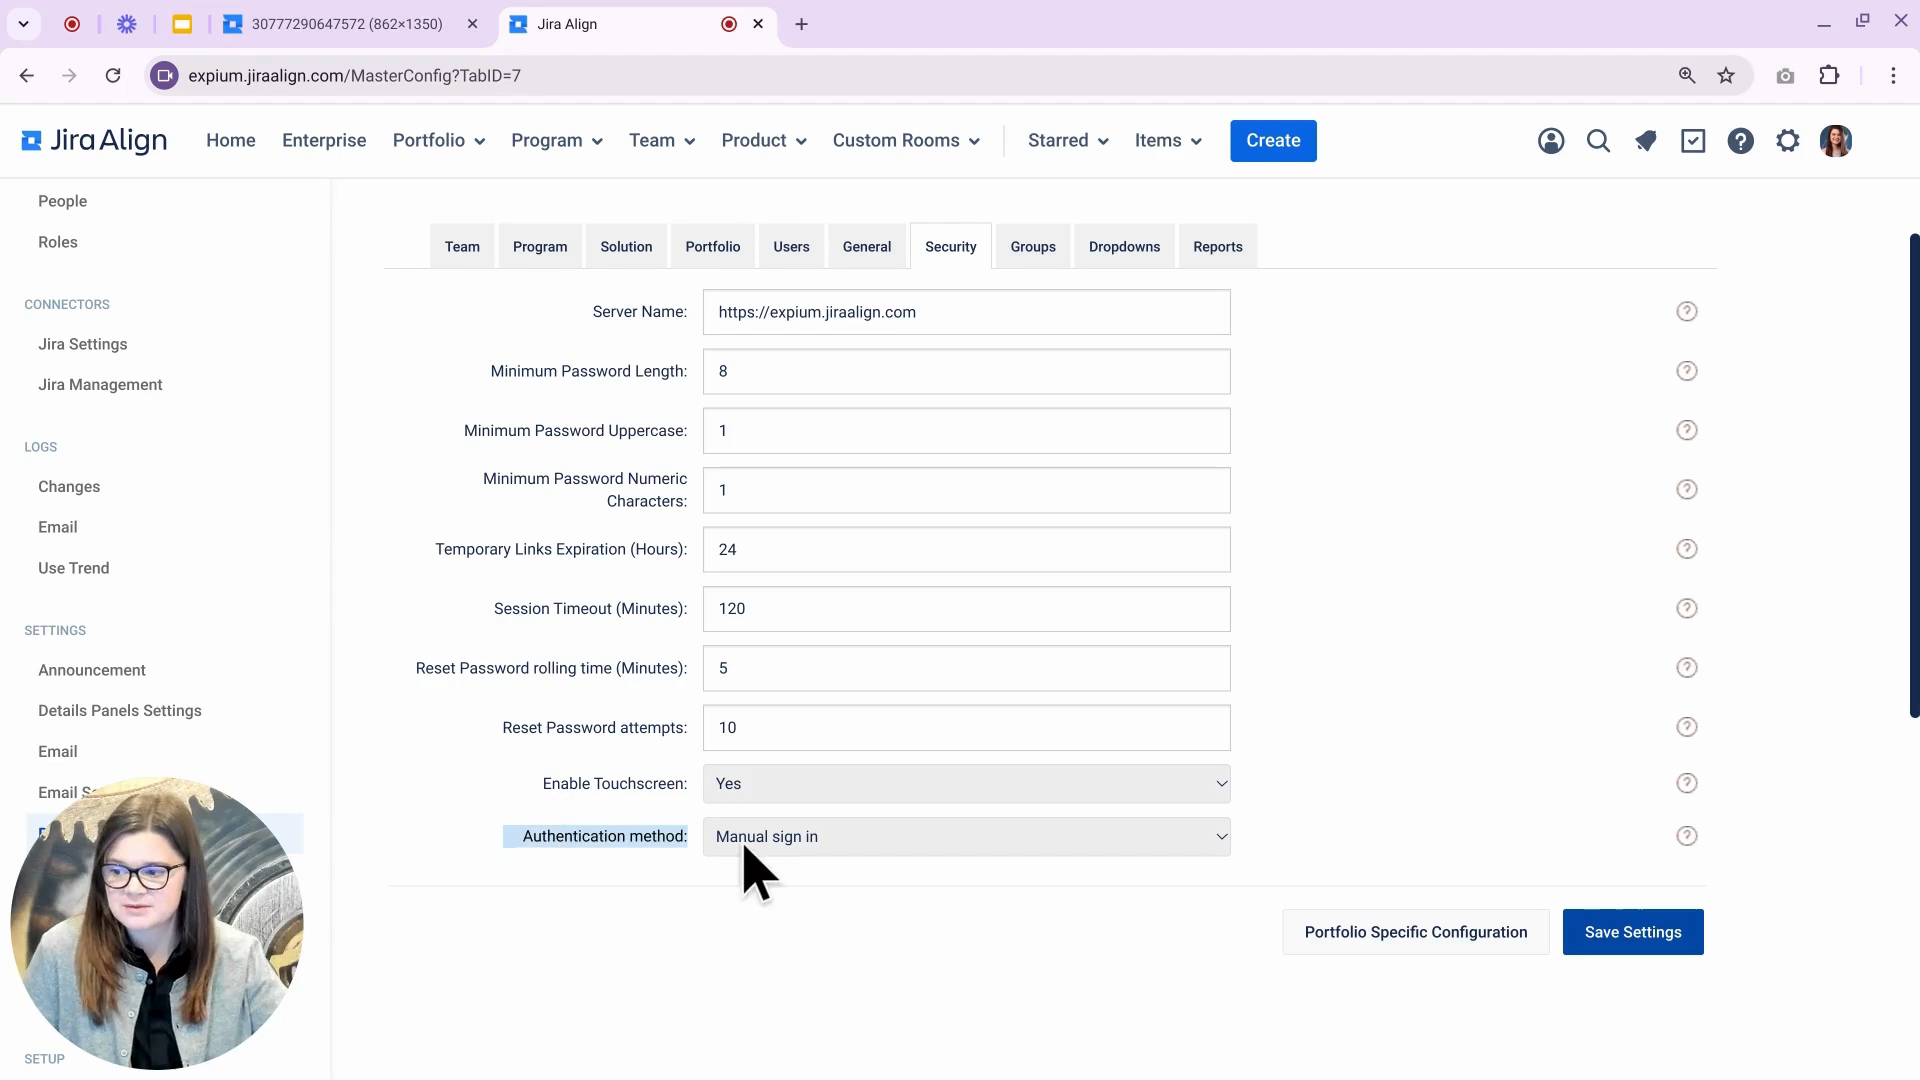 30777290647572 (862×1350)
Jira Align
expium.jiraalign.com/MasterConfig?TabID=7
Jira Align
Home
Enterprise
Portfolio
Program
Team
Product
Custom Rooms
Starred
Items
Create
People
Roles
CONNECTORS
Jira Settings
Jira Management
LOGS
Changes
Email
Use Trend
SETTINGS
Announcement
Details Panels Settings
Email
Email
SETUP
Team
Program
Solution
Portfolio
Users
General
Security
Groups
Dropdowns
Reports
Server Name: https://expium.jiraalign.com
Minimum Password Length: 8
Minimum Password Uppercase: 1
Minimum Password Numeric
Characters: 1
Temporary Links Expiration (Hours): 24
Session Timeout (Minutes): 120
Reset Password rolling time (Minutes): 5
Reset Password attempts: 10
Enable Touchscreen: Yes
Authentication method: Manual sign in
Portfolio Specific Configuration
Save Settings